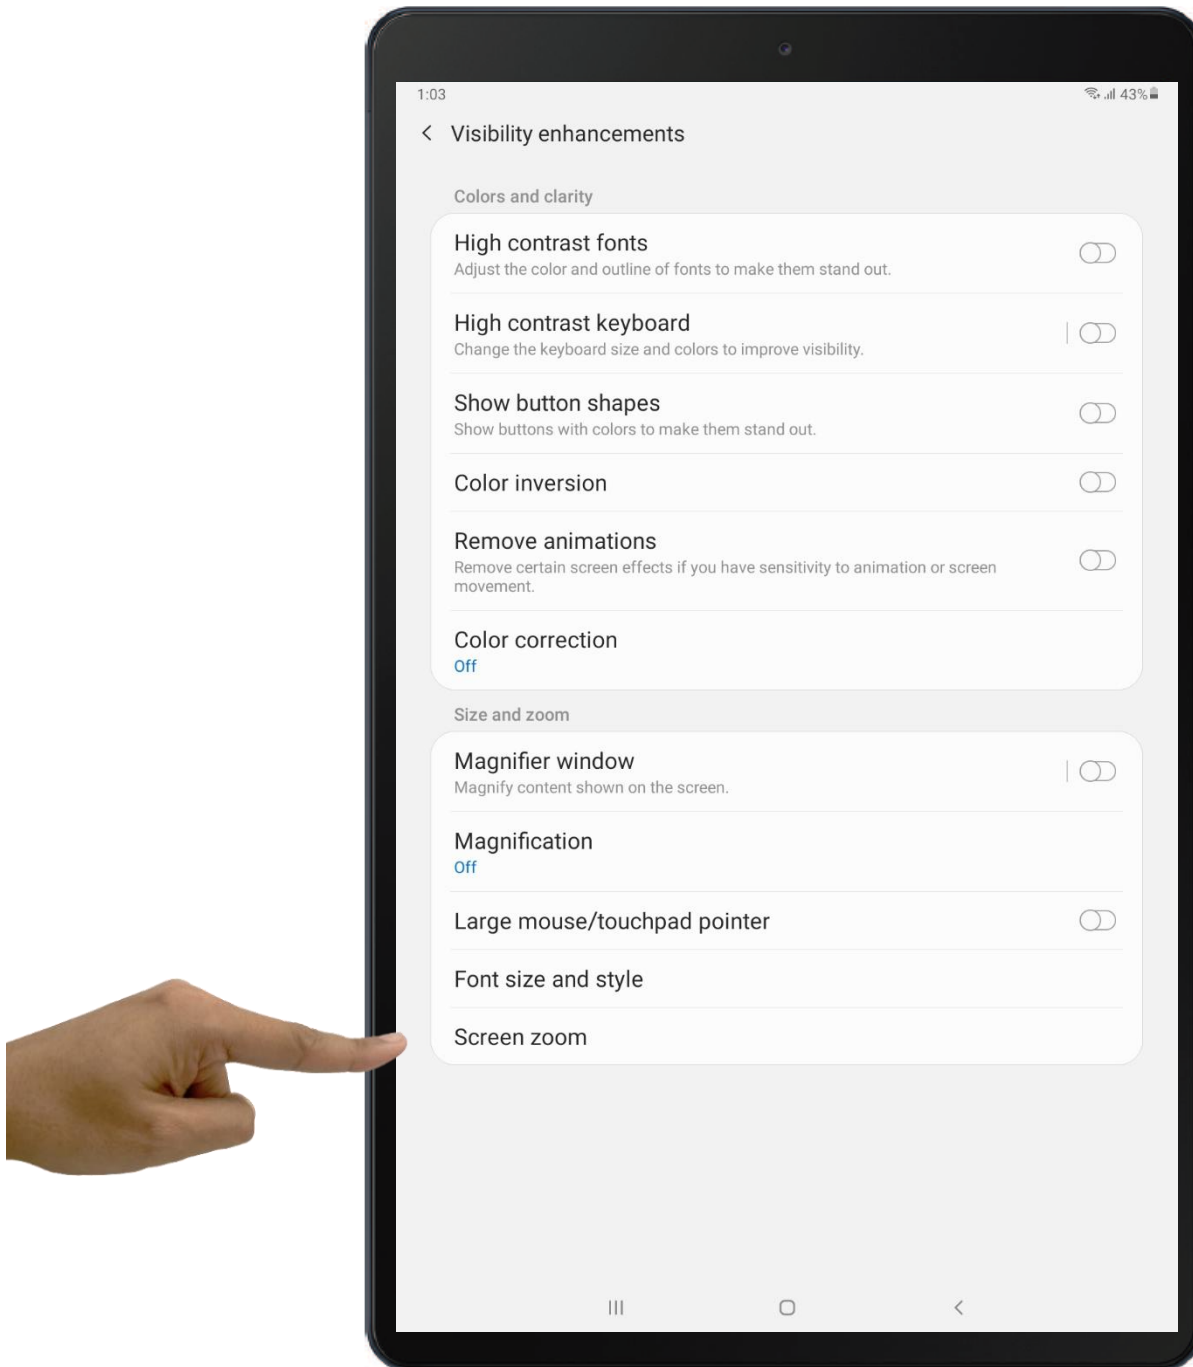 1:03
43%
Visibility enhancements
Colors and clarity
High contrast fonts
Adjust the color and outline of fonts to make them stand out.
High contrast keyboard
Change the keyboard size and colors to improve visibility.
Show button shapes
Show buttons with colors to make them stand out.
Color inversion
Remove animations
Remove certain screen effects if you have sensitivity to animation or screen
movement.
Color correction
Off
Size and zoom
Magnifier window
Magnify content shown on the screen.
Magnification
Off
Large mouse/touchpad pointer
Font size and style
Screen zoom